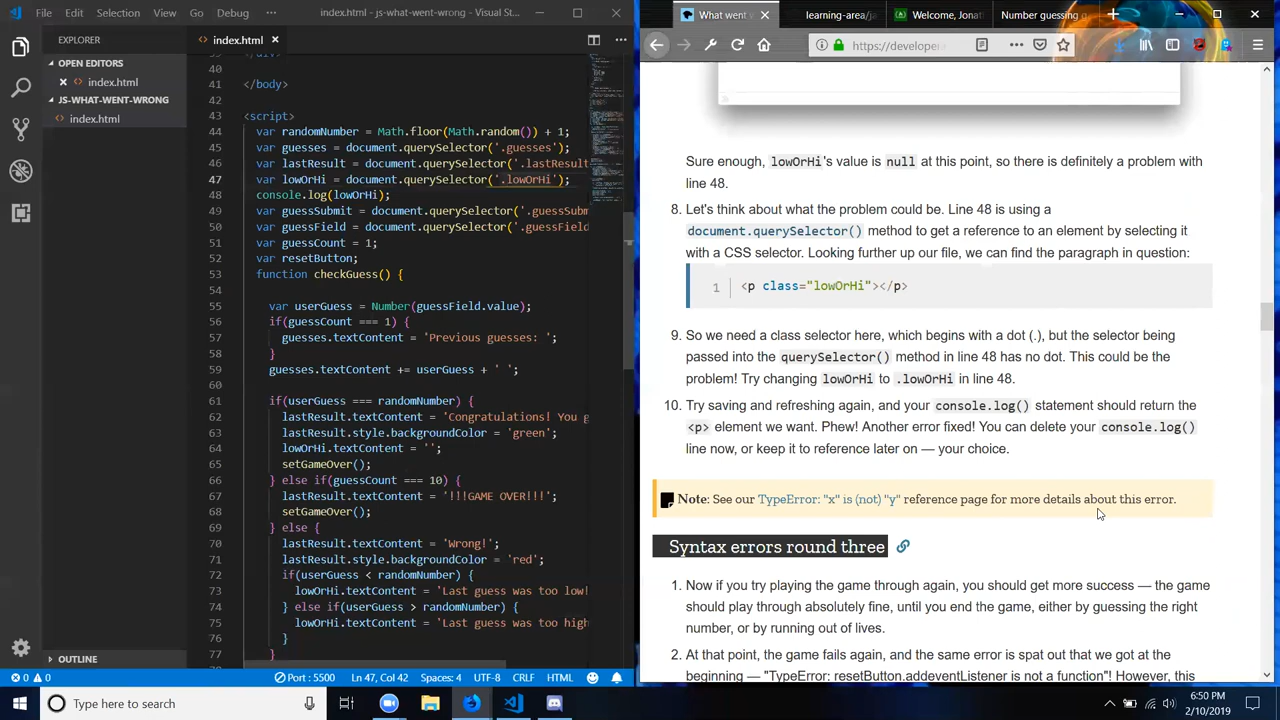 File Edit Selection View Go Debug ··· index.html - js-what-went-wrong - Visual St...
EXPLORER
OPEN EDITORS
index.html
JS-WHAT-WENT-WRONG
index.html
OUTLINE
index.html
40
41 </body>
42
43 <script>
44 var randomNumber = Math.floor(Math.random()) + 1;
45 var guesses = document.querySelector('.guesses');
46 var lastResult = document.querySelector('.lastResult
47 var lowOrHi = document.querySelector('.lowOrHi');
48 console.log(lowOrHi);
49 var guessSubmit = document.querySelector('.guessSubm
50 var guessField = document.querySelector('.guessField
51 var guessCount = 1;
52 var resetButton;
53 function checkGuess() {
54
55 var userGuess = Number(guessField.value);
56 if(guessCount === 1) {
57 guesses.textContent = 'Previous guesses: ';
58 }
59 guesses.textContent += userGuess + ' ';
60
61 if(userGuess === randomNumber) {
62 lastResult.textContent = 'Congratulations! You g
63 lastResult.style.backgroundColor = 'green';
64 lowOrHi.textContent = '';
65 setGameOver();
66 } else if(guessCount === 10) {
67 lastResult.textContent = '!!!GAME OVER!!!';
68 setGameOver();
69 } else {
70 lastResult.textContent = 'Wrong!';
71 lastResult.style.backgroundColor = 'red';
72 if(userGuess < randomNumber) {
73 lowOrHi.textContent = 'Last guess was too low!
74 } else if(userGuess > randomNumber) {
75 lowOrHi.textContent = 'Last guess was too high
76 }
77 }
0 0 Port : 5500 Spaces: 4 UTF-8 CRLF HTML
What went w
learning-area/ja
Welcome, Jonat
Number guessing g
https://develope
Sure enough, lowOrHi's value is null at this point, so there is definitely a problem with
line 48.
8. Let's think about what the problem could be. Line 48 is using a
document.querySelector() method to get a reference to an element by selecting it
with a CSS selector. Looking further up our file, we can find the paragraph in question:
1 <p class="lowOrHi"></p>
9. So we need a class selector here, which begins with a dot (.), but the selector being
passed into the querySelector() method in line 48 has no dot. This could be the
problem! Try changing lowOrHi to .lowOrHi in line 48.
10. Try saving and refreshing again, and your console.log() statement should return the
<p> element we want. Phew! Another error fixed! You can delete your console.log()
line now, or keep it to reference later on — your choice.
Note: See our TypeError: "x" is (not) "y" reference page for more details about this error.
Syntax errors round three
1. Now if you try playing the game through again, you should get more success — the game
should play through absolutely fine, until you end the game, either by guessing the right
number, or by running out of lives.
2. At that point, the game fails again, and the same error is spat out that we got at the
beginning — "TypeError: resetButton.addeventListener is not a function"! However, this
Type here to search
6:50 PM
2/10/2019